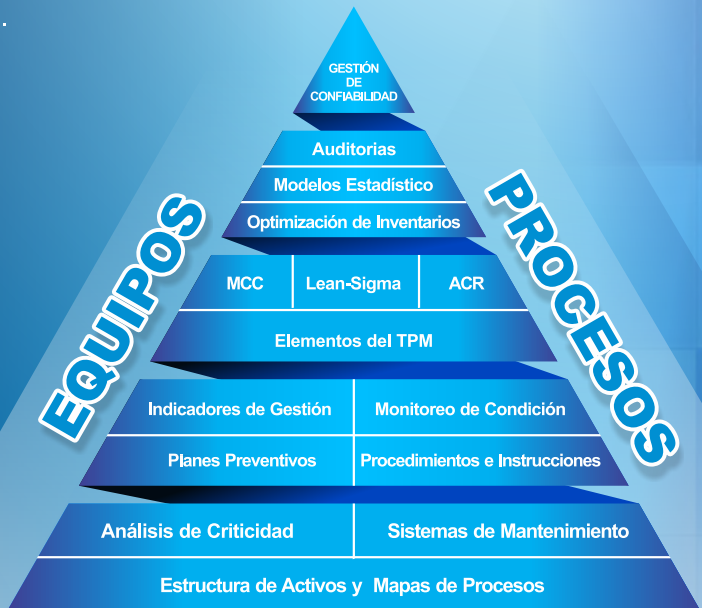 GESTIÓN
DE
CONFIABILIDAD
Auditorias
Modelos Estadístico
Optimización de Inventarios
EQUIPOS
PROCESOS
MCC Lean-Sigma ACR
Elementos del TPM
Indicadores de Gestión Monitoreo de Condición
Planes Preventivos Procedimientos e Instrucciones
Análisis de Criticidad Sistemas de Mantenimiento
Estructura de Activos y Mapas de Procesos